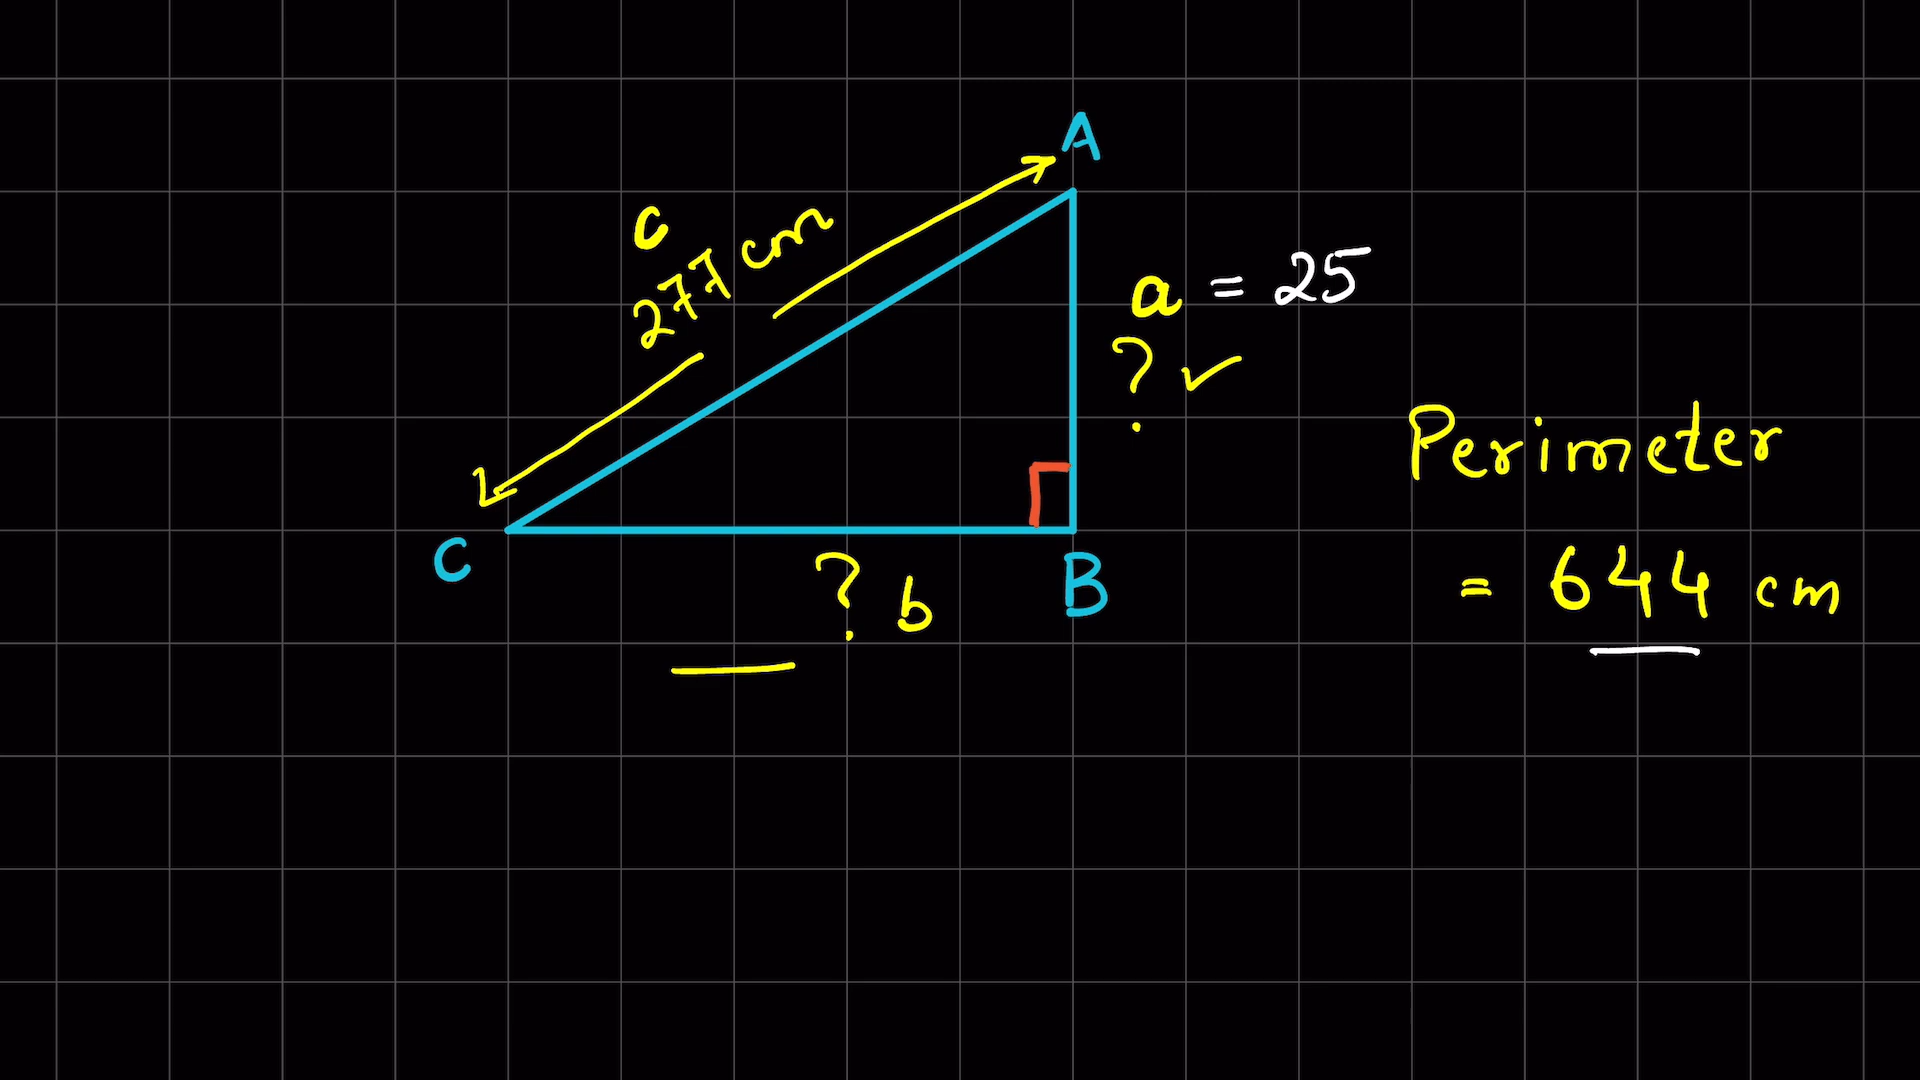 A
c
277 cm
a = 25
? ✓
Perimeter
= 644 cm
C
? b
B